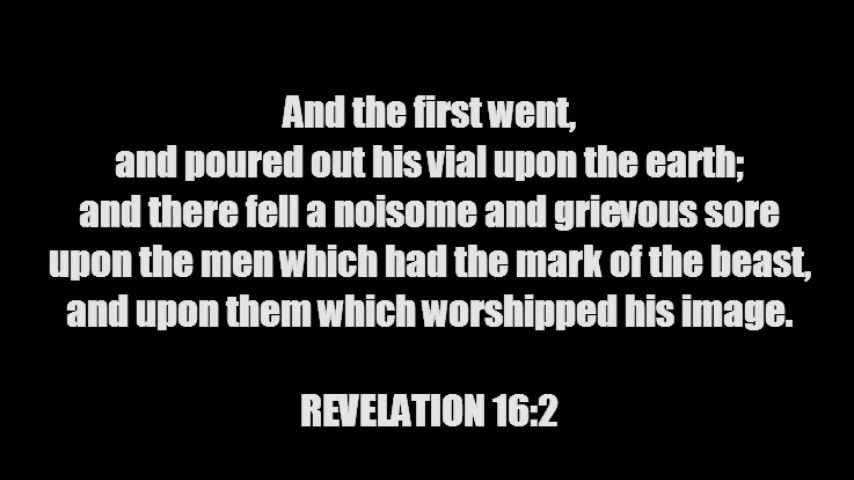 And the first went,
and poured out his vial upon the earth;
and there fell a noisome and grievous sore
upon the men which had the mark of the beast,
and upon them which worshipped his image.
REVELATION 16:2